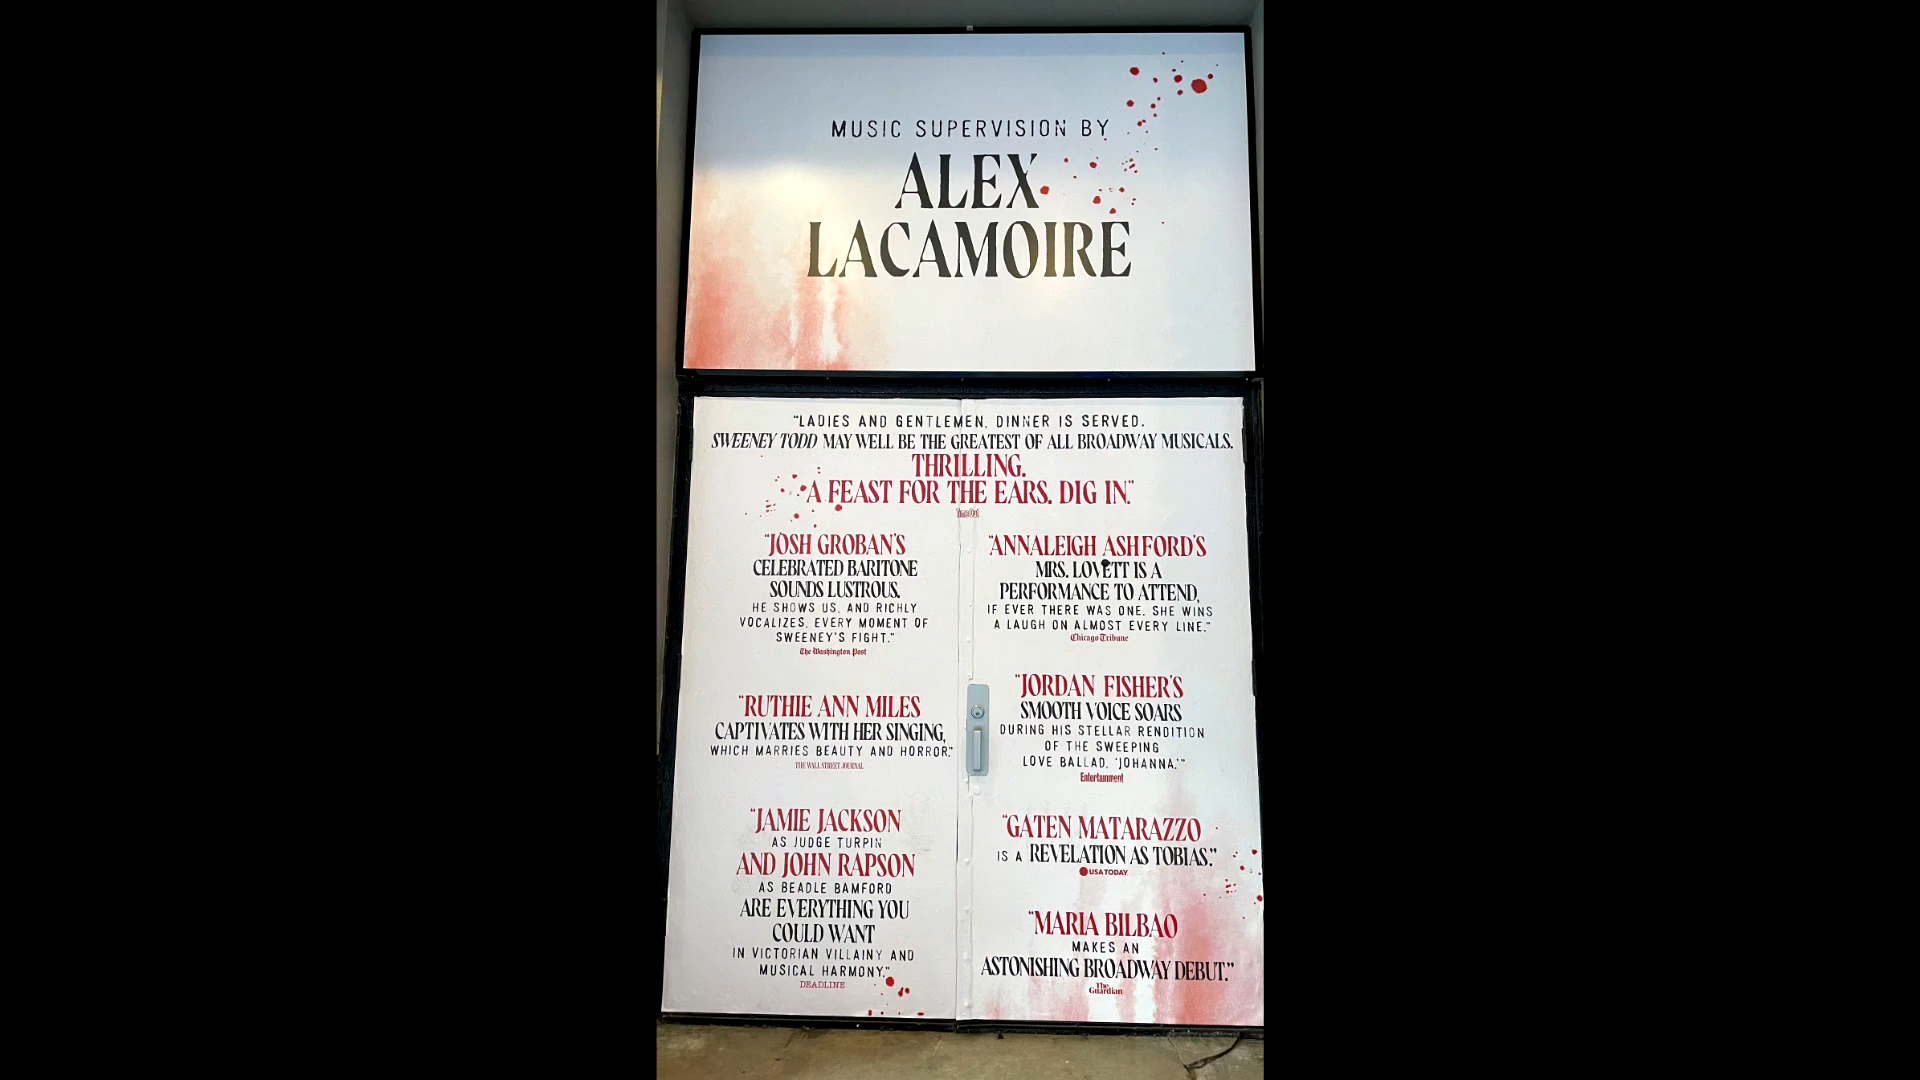 MUSIC SUPERVISION BY
ALEX
LACAMOIRE
“LADIES AND GENTLEMEN, DINNER IS SERVED.
SWEENEY TODD MAY WELL BE THE GREATEST OF ALL BROADWAY MUSICALS.
THRILLING.
A FEAST FOR THE EARS. DIG IN.”
Time Out
“JOSH GROBAN'S
CELEBRATED BARITONE
SOUNDS LUSTROUS.
HE SHOWS US, AND RICHLY
VOCALIZES, EVERY MOMENT OF
SWEENEY'S FIGHT.”
The Washington Post
“RUTHIE ANN MILES
CAPTIVATES WITH HER SINGING,
WHICH MARRIES BEAUTY AND HORROR.”
THE WALL STREET JOURNAL
“JAMIE JACKSON
AS JUDGE TURPIN
AND JOHN RAPSON
AS BEADLE BAMFORD
ARE EVERYTHING YOU
COULD WANT
IN VICTORIAN VILLAINY AND
MUSICAL HARMONY.”
DEADLINE
“ANNALEIGH ASHFORD'S
MRS. LOVETT IS A
PERFORMANCE TO ATTEND,
IF EVER THERE WAS ONE. SHE WINS
A LAUGH ON ALMOST EVERY LINE.”
Chicago Tribune
“JORDAN FISHER'S
SMOOTH VOICE SOARS
DURING HIS STELLAR RENDITION
OF THE SWEEPING
LOVE BALLAD, ‘JOHANNA.’”
Entertainment
“GATEN MATARAZZO
IS A REVELATION AS TOBIAS.”
USA TODAY
“MARIA BILBAO
MAKES AN
ASTONISHING BROADWAY DEBUT.”
The
Guardian